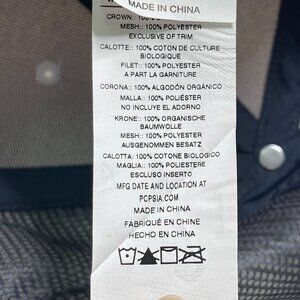 MADE IN CHINA
CROWN:: 100%
MESH:: 100% POLYESTER
EXCLUSIVE OF TRIM
CALOTTE:: 100% COTON DE CULTURE
BIOLOGIQUE
FILET:: 100% POLYESTER
A PART LA GARNITURE
CORONA:: 100% ALGODÓN ORGÁNICO
MALLA:: 100% POLIÉSTER
NO INCLUYE EL ADORNO
KRONE:: 100% ORGANISCHE
BAUMWOLLE
MESH:: 100% POLYESTER
AUSGENOMMEN BESATZ
CALOTTA:: 100% COTONE BIOLOGICO
MAGLIA:: 100% POLIESTERE
ESCLUSO INSERTO
MFG DATE AND LOCATION AT
PCPSIA.COM
MADE IN CHINA
FABRIQUÉ EN CHINE
HECHO EN CHINA